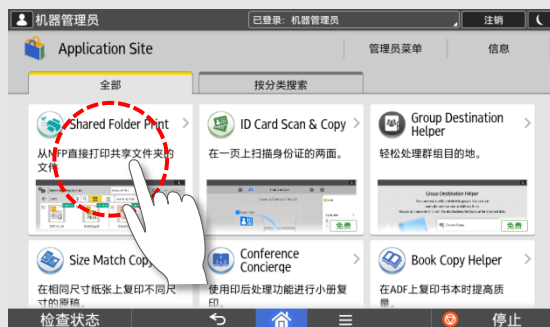 机器管理员
已登录: 机器管理员
注销
Application Site
管理员菜单
信息
全部
按分类搜索
Shared Folder Print
ID Card Scan & Copy
Group Destination
Helper
从MFP直接打印共享文件夹的
文件
在一页上扫描身份证的两面。
轻松处理群组目的地。
Group Destination Helper
免费
免费
Size Match Copy
Conference
Concierge
Book Copy Helper
在相同尺寸纸张上复印不同尺
寸的原稿。
使用印后处理功能进行小册复
印。
在ADF上复印书本时提高质
量。
检查状态
停止